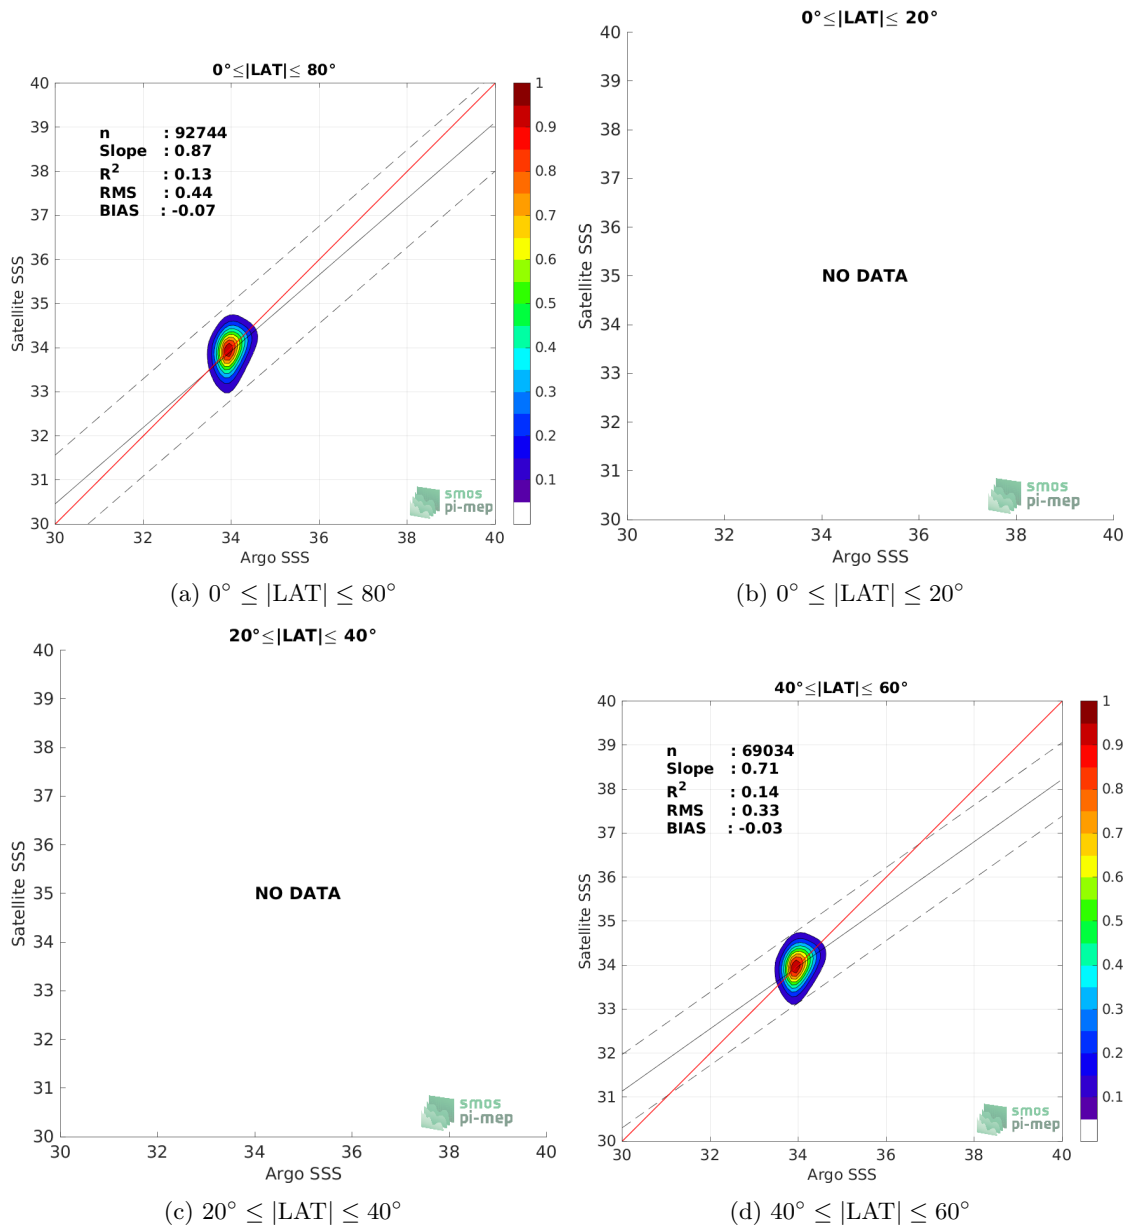 0°≤|LAT|≤ 80°
40
39
38
37
36
35
34
33
32
31
30
Satellite SSS
n : 92744
Slope : 0.87
R² : 0.13
RMS : 0.44
BIAS : -0.07
smos
pi-mep
30 32 34 36 38 40
Argo SSS
1
0.9
0.8
0.7
0.6
0.5
0.4
0.3
0.2
0.1
(a) 0° ≤ |LAT| ≤ 80°
0°≤|LAT|≤ 20°
40
39
38
37
36
35
34
33
32
31
30
Satellite SSS
NO DATA
smos
pi-mep
30 32 34 36 38 40
Argo SSS
(b) 0° ≤ |LAT| ≤ 20°
20°≤|LAT|≤ 40°
40
39
38
37
36
35
34
33
32
31
30
Satellite SSS
NO DATA
smos
pi-mep
30 32 34 36 38 40
Argo SSS
(c) 20° ≤ |LAT| ≤ 40°
40°≤|LAT|≤ 60°
40
39
38
37
36
35
34
33
32
31
30
Satellite SSS
n : 69034
Slope : 0.71
R² : 0.14
RMS : 0.33
BIAS : -0.03
smos
pi-mep
30 32 34 36 38 40
Argo SSS
1
0.9
0.8
0.7
0.6
0.5
0.4
0.3
0.2
0.1
(d) 40° ≤ |LAT| ≤ 60°